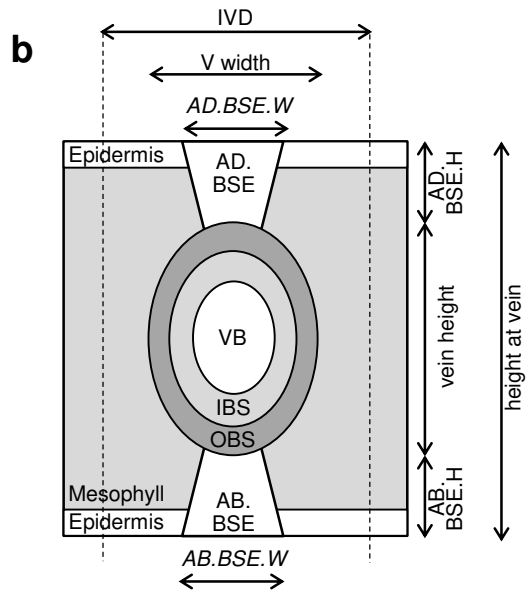 b
IVD
V width
AD.BSE.W
Epidermis
AD.
BSE
AD.
BSE.H
VB
vein height
height at vein
IBS
OBS
Mesophyll
Epidermis
AB.
BSE
AB.
BSE.H
AB.BSE.W